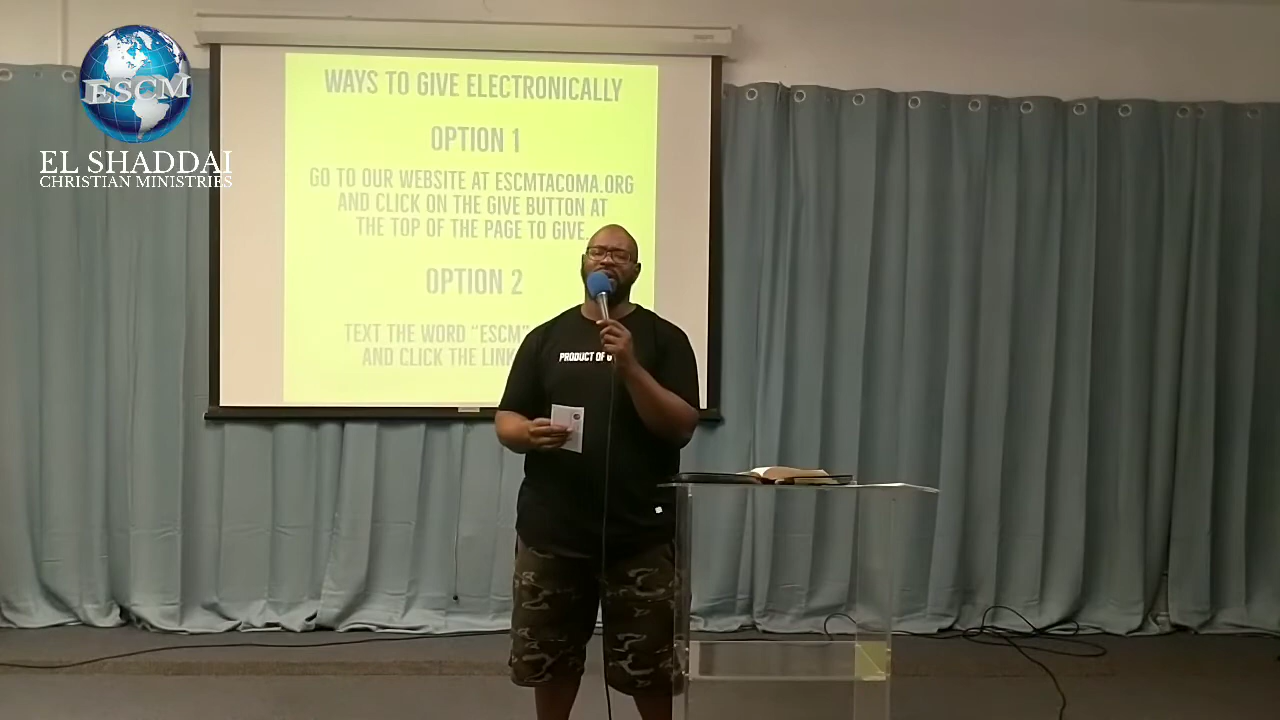 ESCM
EL SHADDAI
CHRISTIAN MINISTRIES
WAYS TO GIVE ELECTRONICALLY
OPTION 1
GO TO OUR WEBSITE AT ESCMTACOMA.ORG
AND CLICK ON THE GIVE BUTTON AT
THE TOP OF THE PAGE TO GIVE.
OPTION 2
TEXT THE WORD “ESCM”
AND CLICK THE LINK
PRODUCT OF